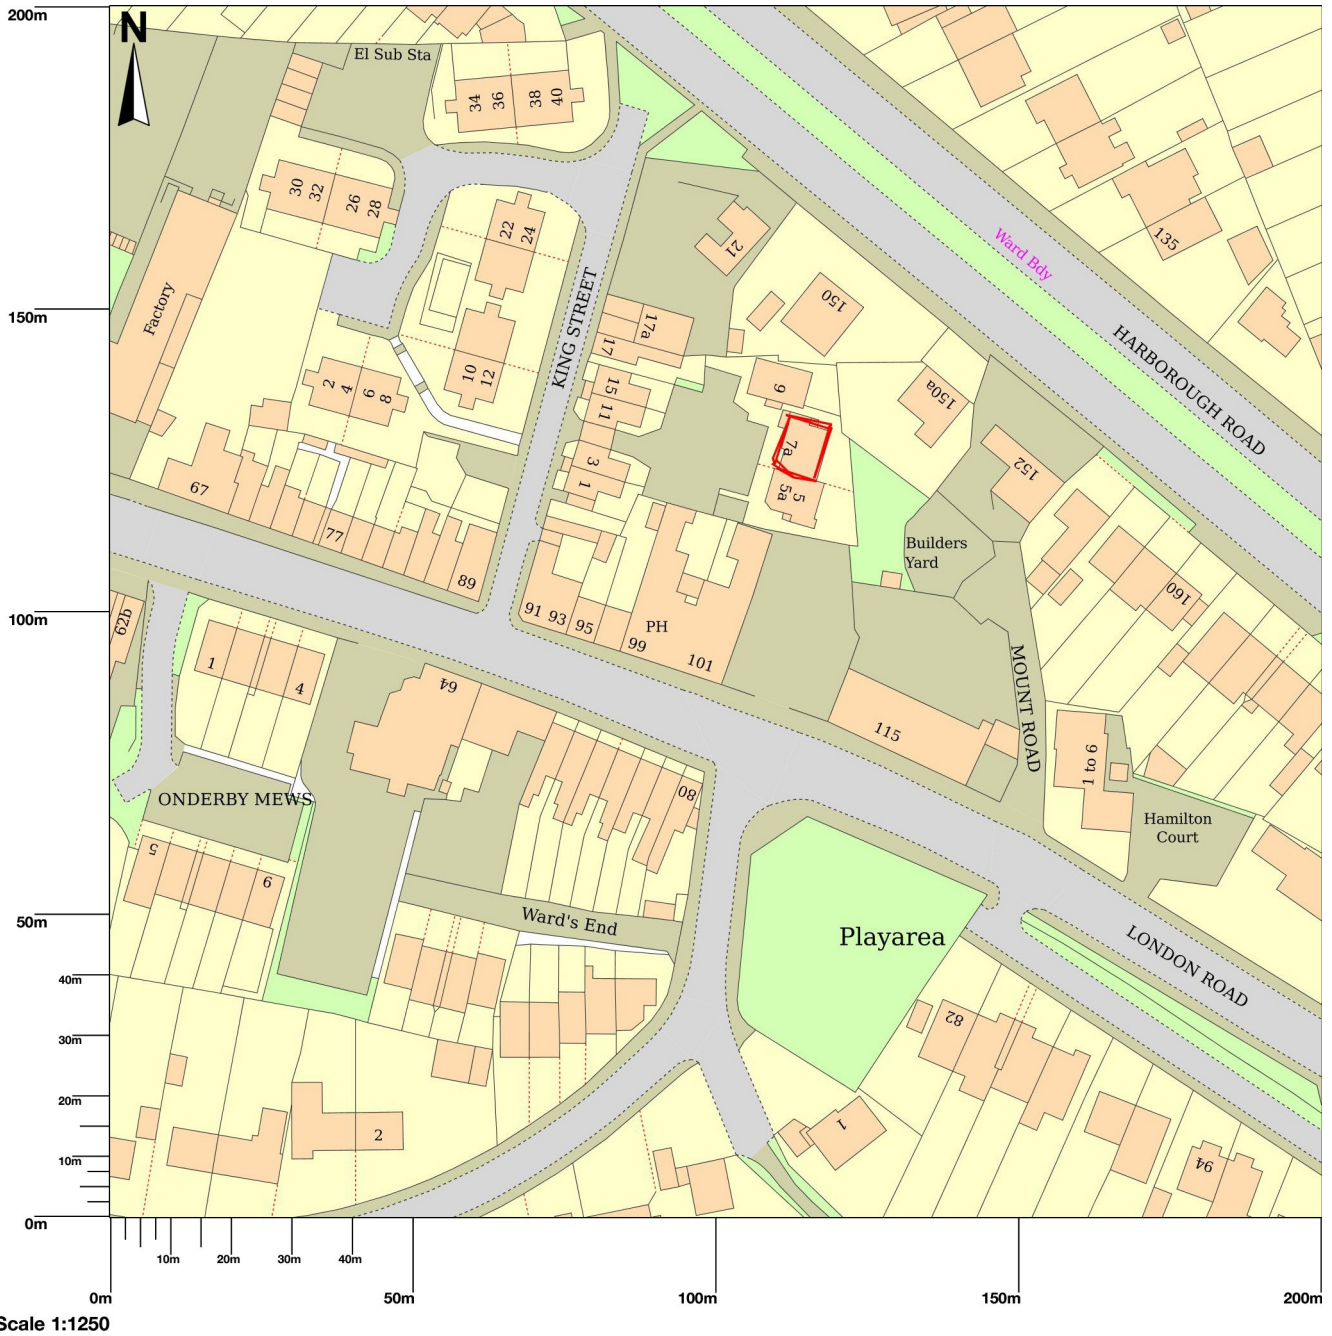 200m
N
El Sub Sta
34
36
38
40
30
32
26
28
22
24
21
135
Ward Bdy
HARBOROUGH ROAD
150
150m
Factory
KING STREET
17a
17
2
4
6
8
10
12
15
11
9
150a
7a
3
1
5a
5
152
67
77
89
Builders
Yard
160
100m
62b
91
93
95
99
PH
101
1
4
64
115
MOUNT ROAD
1 to 6
ONDERBY MEWS
80
Hamilton
Court
5
9
50m
Ward's End
Playarea
LONDON ROAD
40m
30m
82
20m
2
1
10m
94
0m
10m
20m
30m
40m
0m
50m
100m
150m
200m
Scale 1:1250